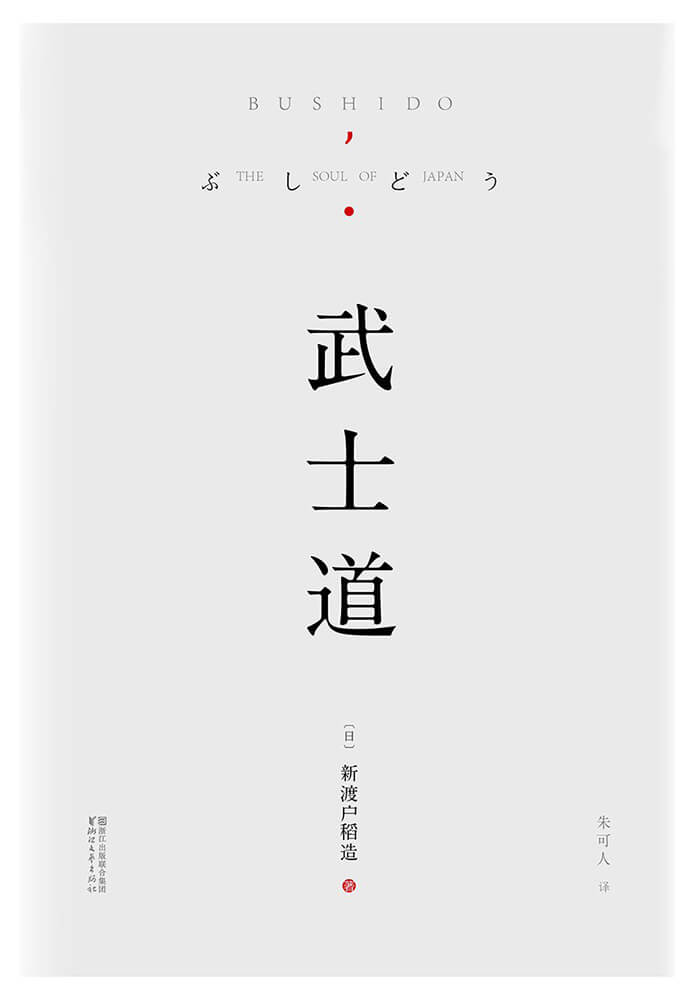 BUSHIDO
,
ぶ THE し SOUL OF ど JAPAN う
武士道
〔日〕
新渡户稻造
著
浙江出版联合集团
浙江文艺出版社
朱可人 译